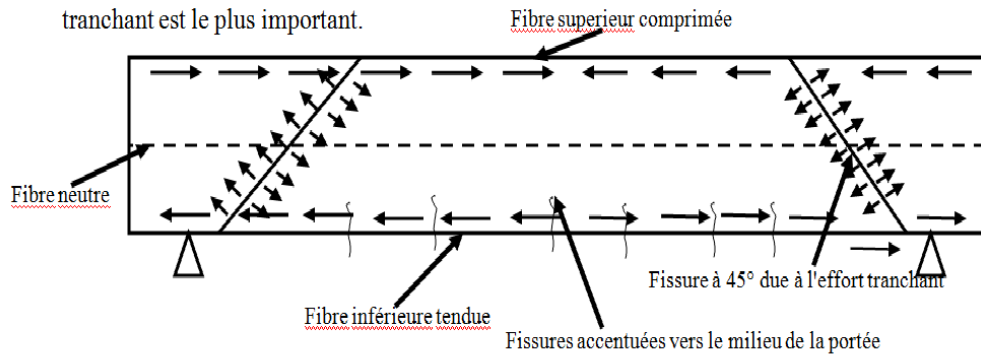 tranchant est le plus important.
Fibre superieur comprimée
Fibre neutre
Fissure à 45° due à l'effort tranchant
Fibre inférieure tendue
Fissures accentuées vers le milieu de la portée